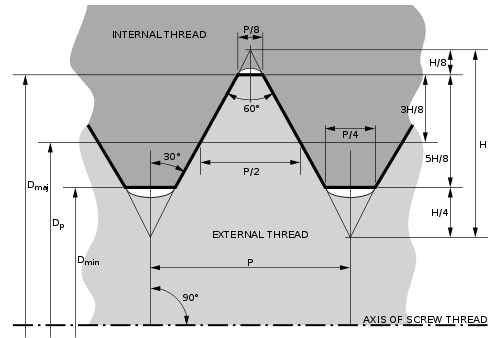 P/8
INTERNAL THREAD
H/8
60°
3H/8
P/4
H
30°
5H/8
P/2
Dmaj
H/4
Dp
EXTERNAL THREAD
Dmin
P
90°
AXIS OF SCREW THREAD